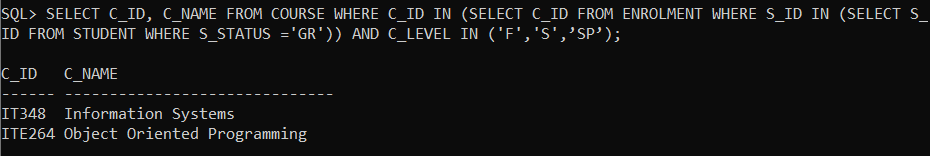 SQL> SELECT C_ID, C_NAME FROM COURSE WHERE C_ID IN (SELECT C_ID FROM ENROLMENT WHERE S_ID IN (SELECT S_
ID FROM STUDENT WHERE S_STATUS ='GR')) AND C_LEVEL IN ('F','S',’SP’);
C_ID   C_NAME
------ ------------------------------
IT348  Information Systems
ITE264 Object Oriented Programming